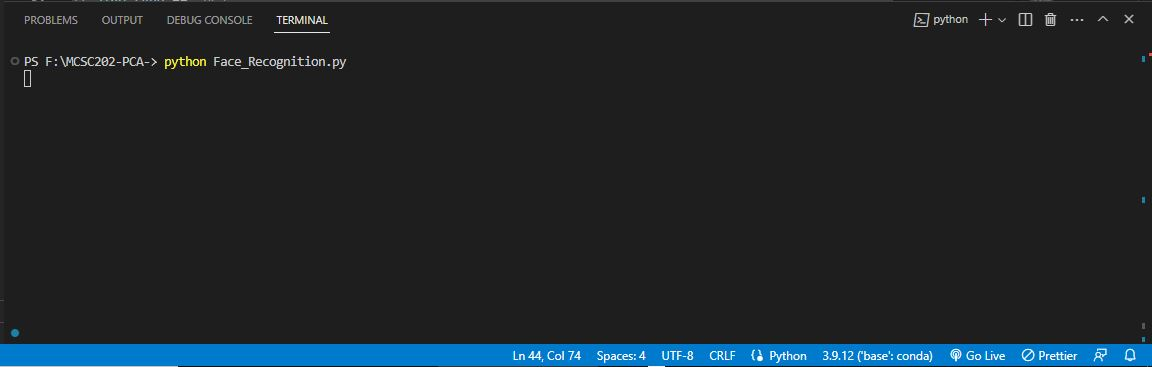 PROBLEMS OUTPUT DEBUG CONSOLE TERMINAL python
PS F:\MCSC202-PCA-> python Face_Recognition.py
Ln 44, Col 74 Spaces: 4 UTF-8 CRLF Python 3.9.12 ('base': conda) Go Live Prettier